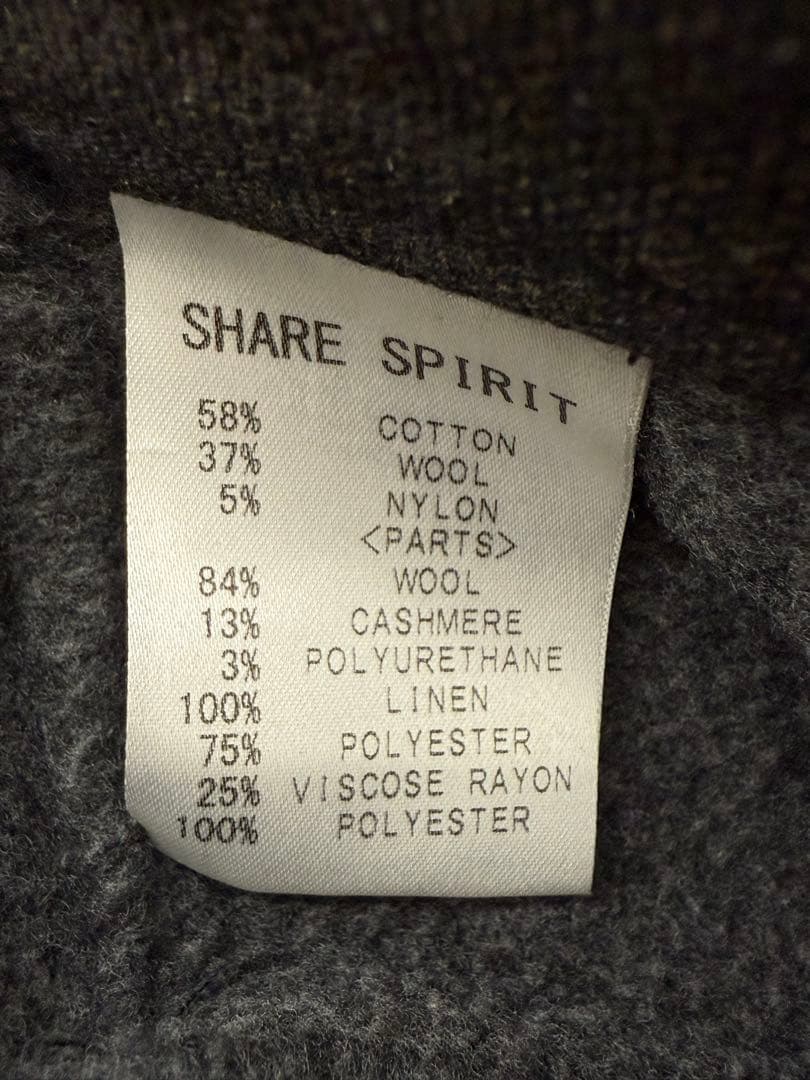 SHARE SPIRIT
58% COTTON
37% WOOL
5% NYLON
<PARTS>
84% WOOL
13% CASHMERE
3% POLYURETHANE
100% LINEN
75% POLYESTER
25% VISCOSE RAYON
100% POLYESTER